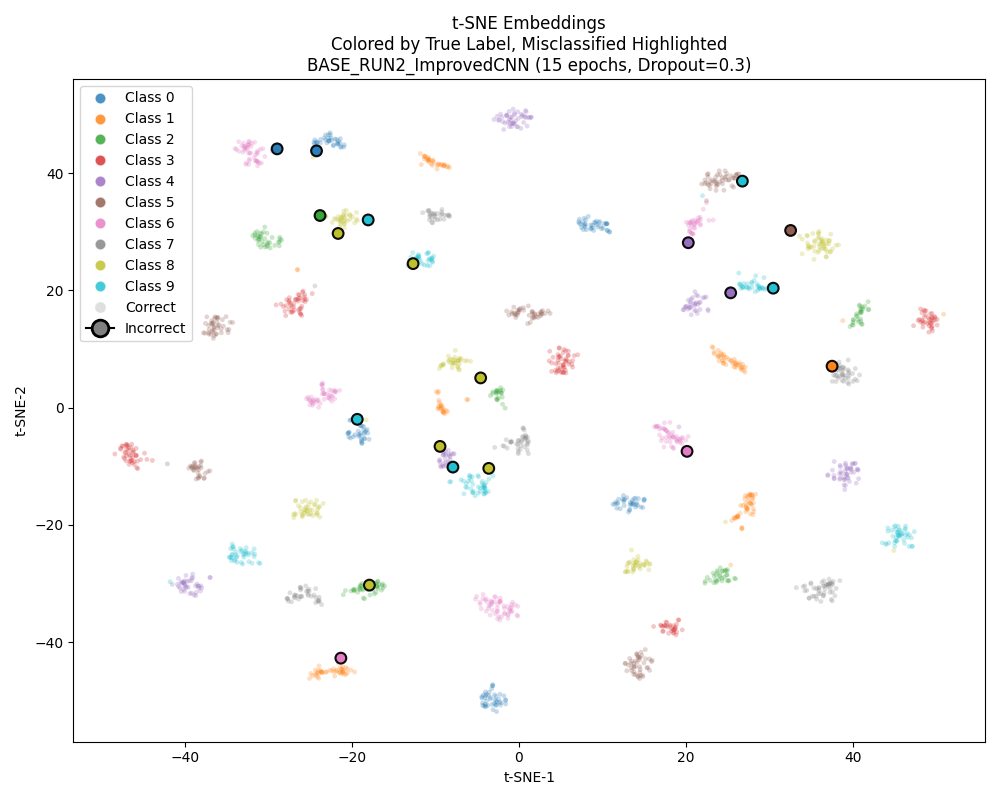 t-SNE Embeddings
Colored by True Label, Misclassified Highlighted
BASE_RUN2_ImprovedCNN (15 epochs, Dropout=0.3)
Class 0
Class 1
Class 2
Class 3
Class 4
Class 5
Class 6
Class 7
Class 8
Class 9
Correct
Incorrect
40
20
0
−20
−40
t-SNE-2
−40 −20 0 20 40
t-SNE-1